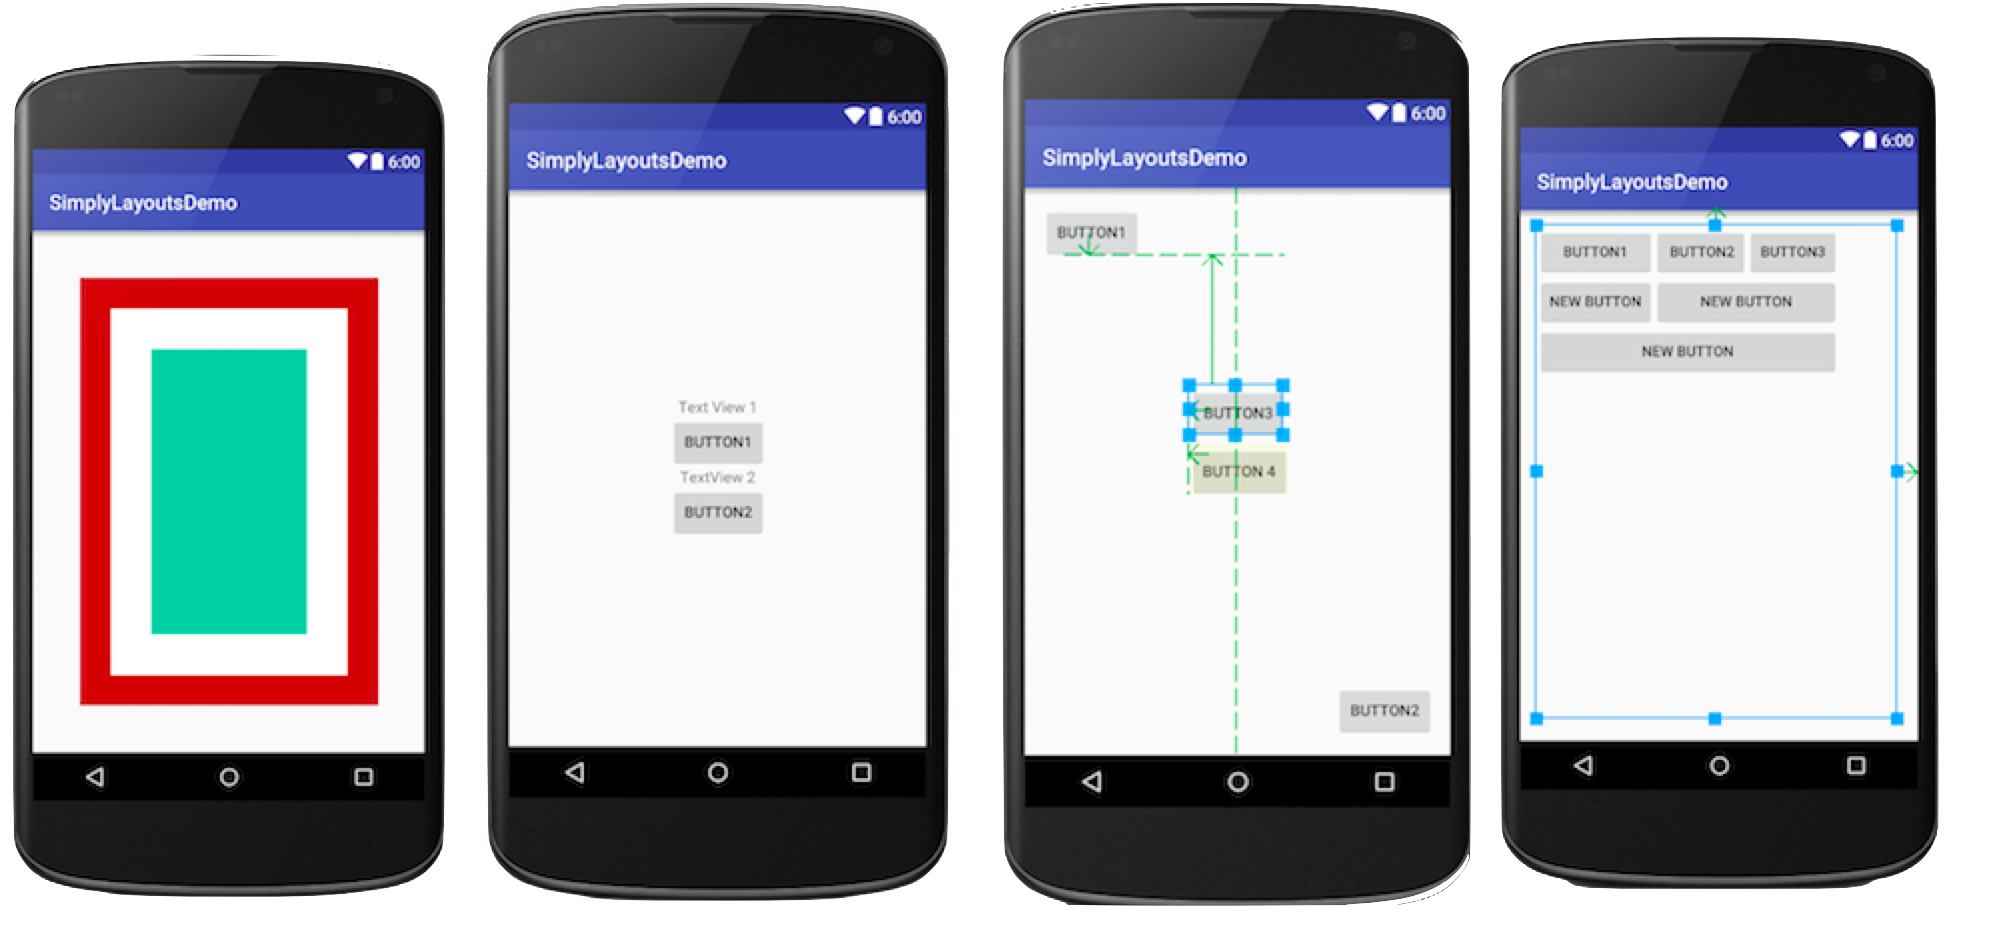 6:00
SimplyLayoutsDemo
6:00
SimplyLayoutsDemo
Text View 1
BUTTON1
TextView 2
BUTTON2
6:00
SimplyLayoutsDemo
BUTTON1
BUTTON3
BUTTON 4
BUTTON2
6:00
SimplyLayoutsDemo
BUTTON1 BUTTON2 BUTTON3
NEW BUTTON NEW BUTTON
NEW BUTTON